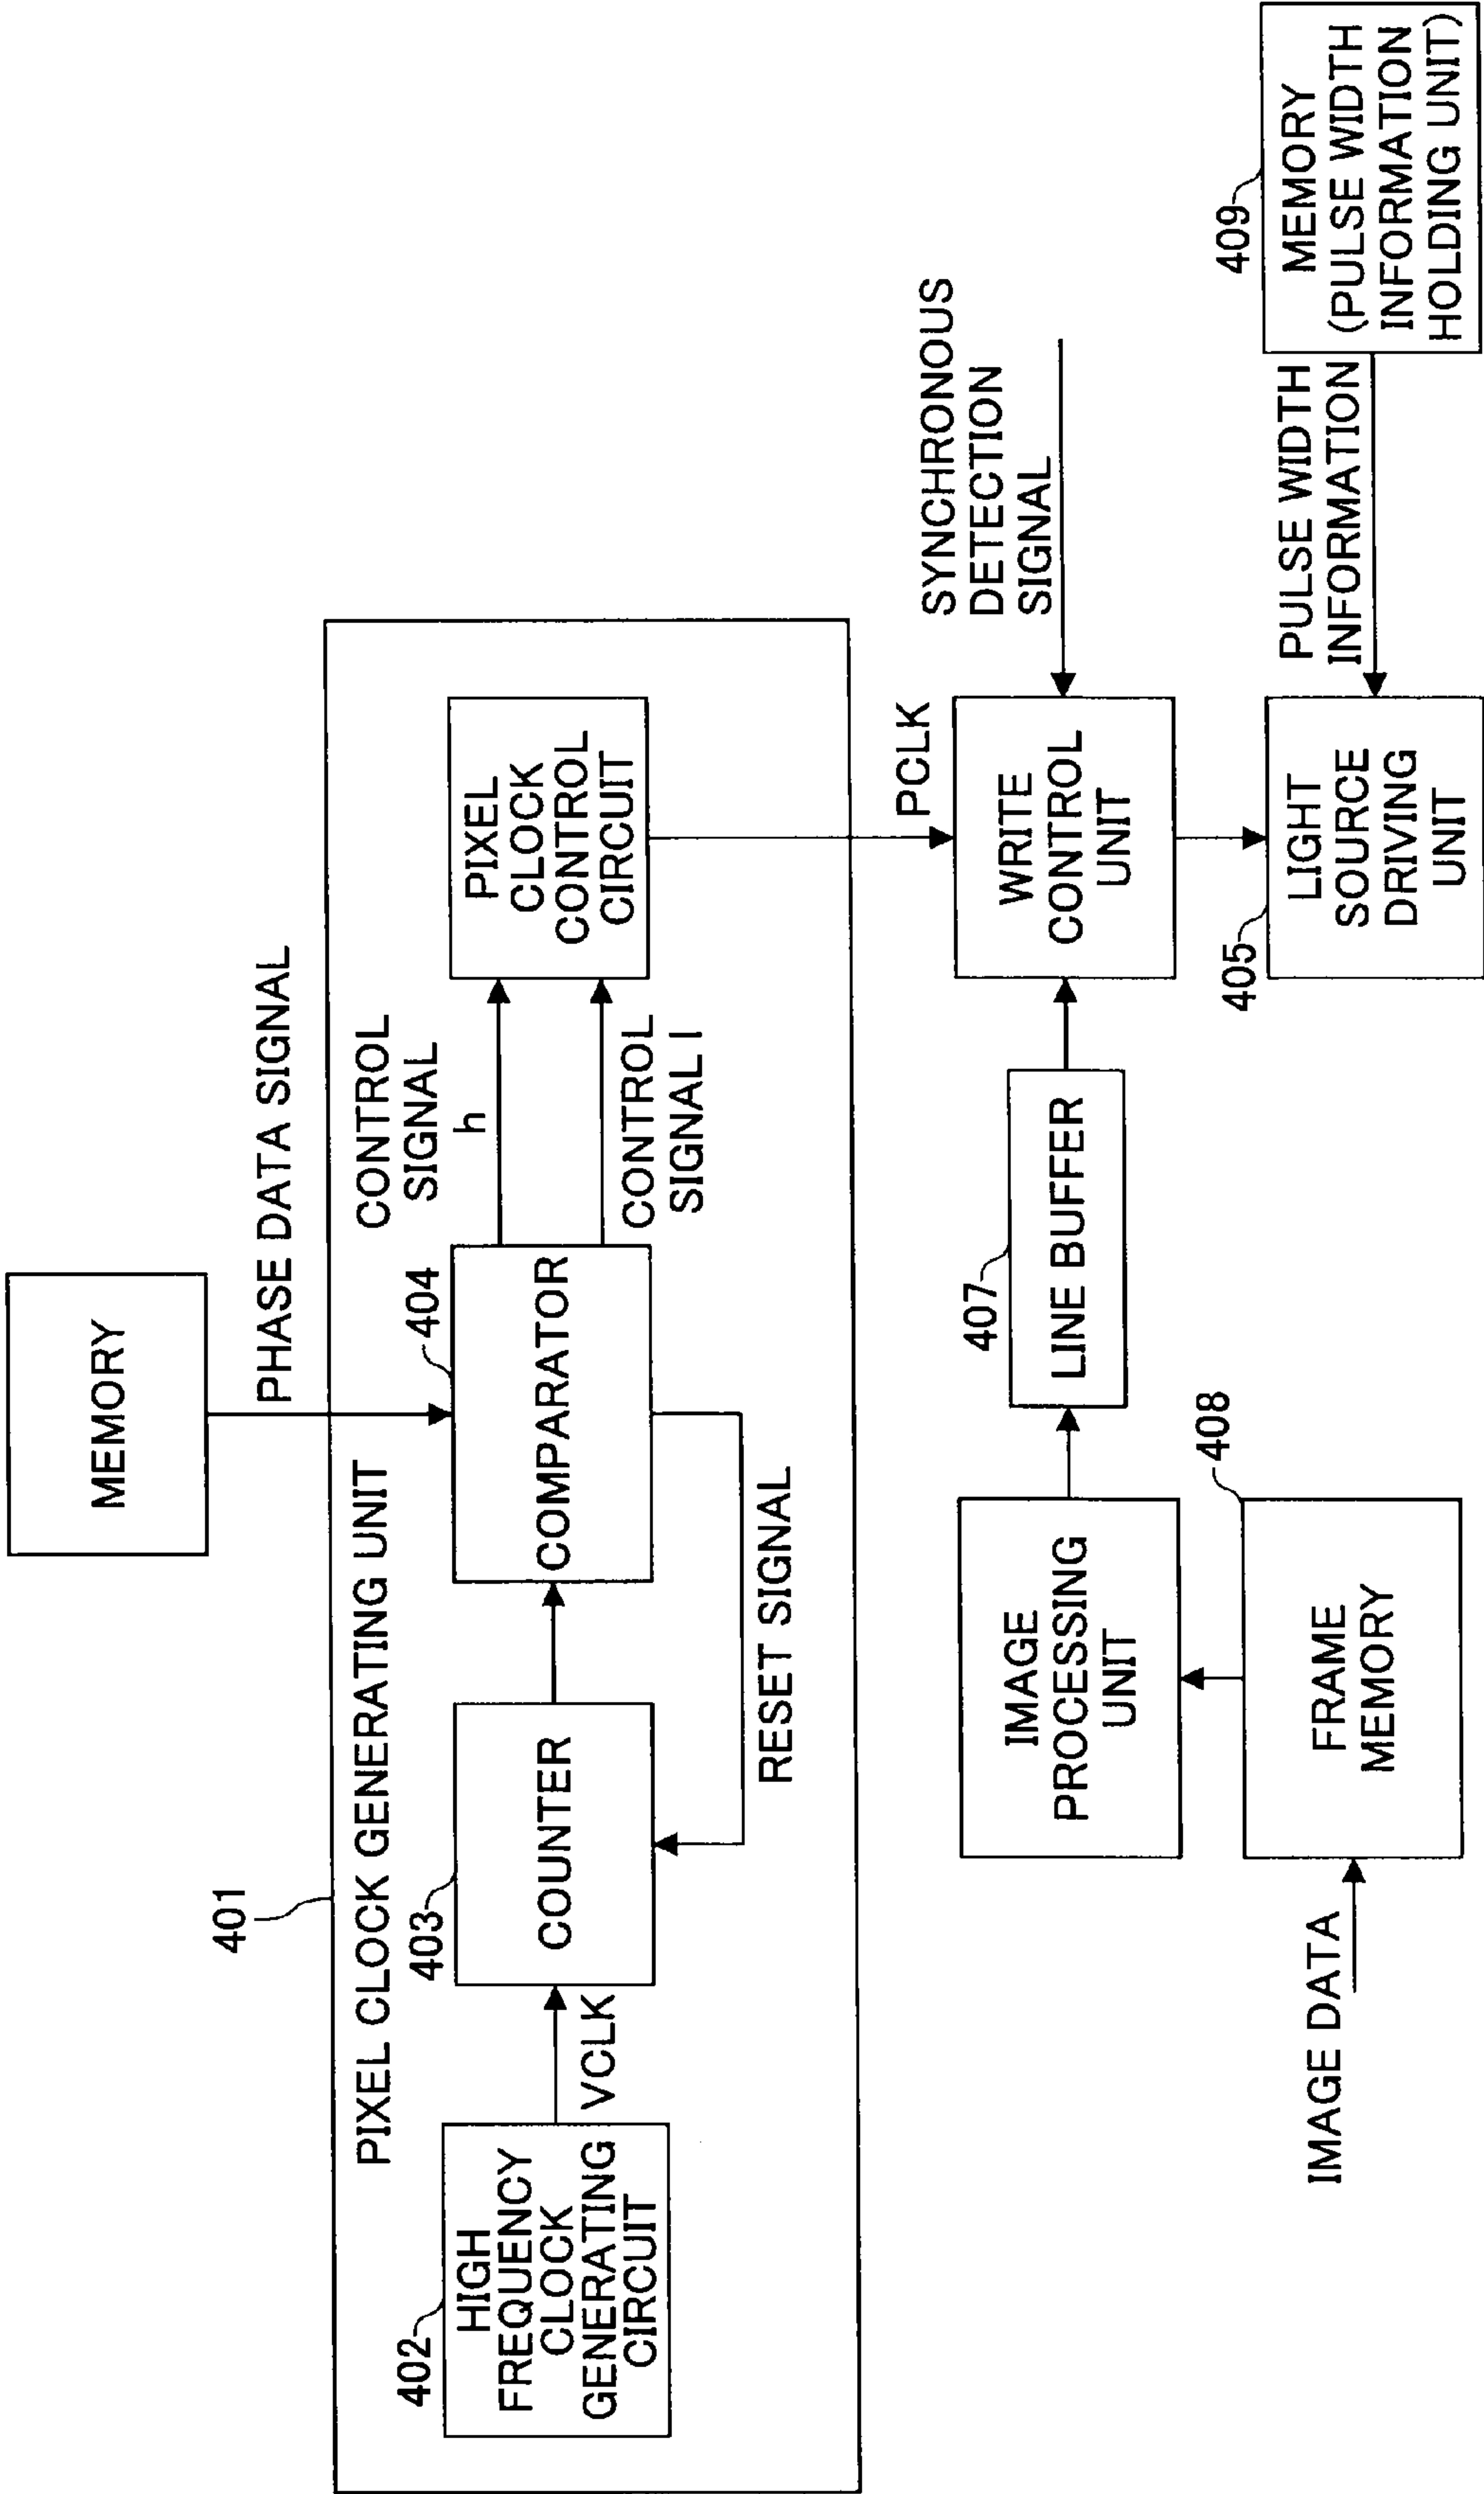 MEMORY
PHASE DATA SIGNAL
401
PIXEL CLOCK GENERATING UNIT
402
HIGH
FREQUENCY
CLOCK
GENERATING
CIRCUIT
VCLK
403
COUNTER
404
COMPARATOR
RESET SIGNAL
CONTROL
SIGNAL
h
CONTROL
SIGNAL I
PIXEL
CLOCK
CONTROL
CIRCUIT
PCLK
SYNCHRONOUS
DETECTION
SIGNAL
IMAGE
PROCESSING
UNIT
407
LINE BUFFER
WRITE
CONTROL
UNIT
IMAGE DATA
408
FRAME
MEMORY
405
LIGHT
SOURCE
DRIVING
UNIT
PULSE WIDTH
INFORMATION
409
MEMORY
(PULSE WIDTH
INFORMATION
HOLDING UNIT)